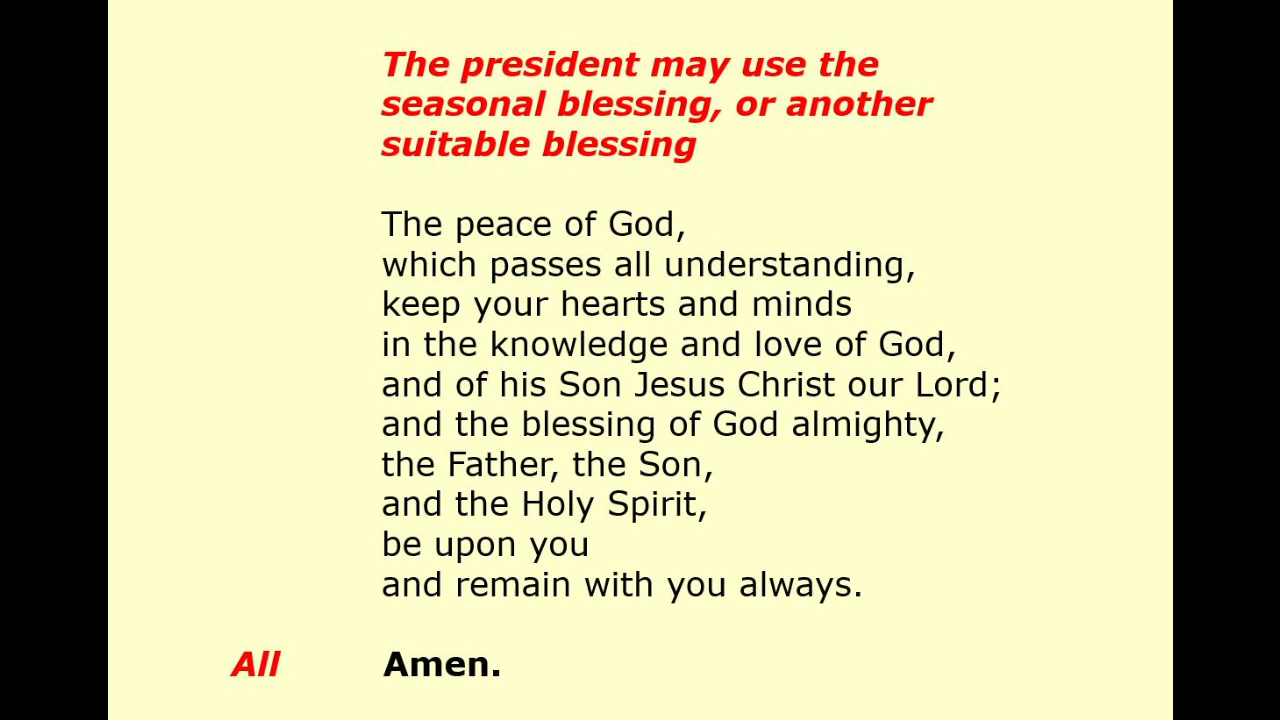 The president may use the
seasonal blessing, or another
suitable blessing
The peace of God,
which passes all understanding,
keep your hearts and minds
in the knowledge and love of God,
and of his Son Jesus Christ our Lord;
and the blessing of God almighty,
the Father, the Son,
and the Holy Spirit,
be upon you
and remain with you always.
All Amen.